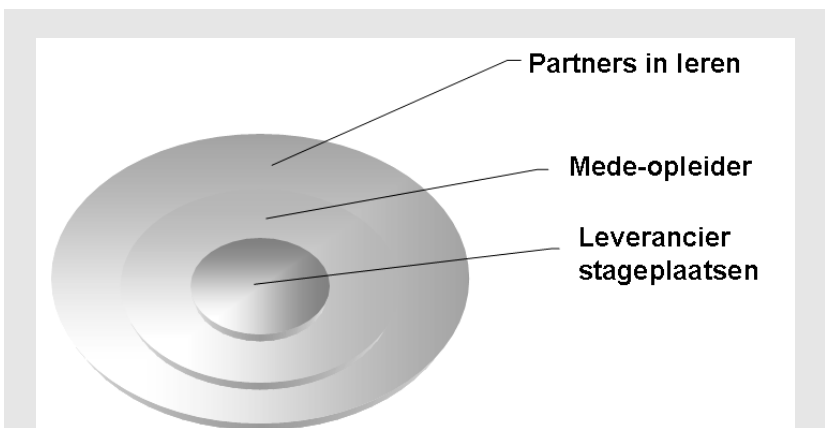 Partners in leren
Mede-opleider
Leverancier
stageplaatsen